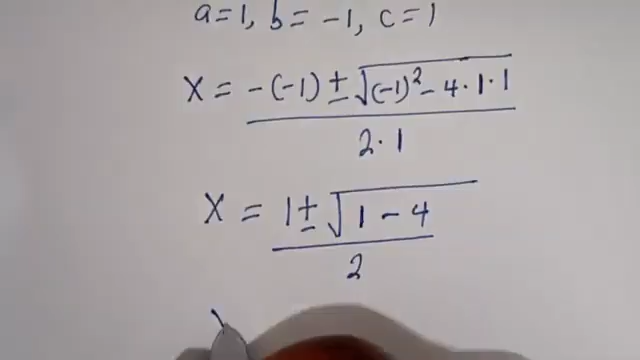 a=1, b= -1, c=1
X = -(-1) ± √(-1)² - 4·1·1
2·1
X = 1± √1-4
2